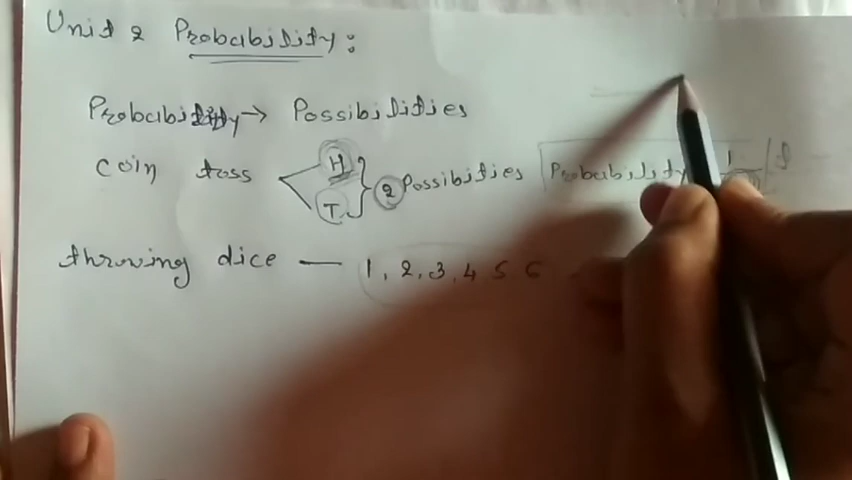 Unit 2 Probability:
Probability → Possibilities
coin toss H T } 2 Possibities Probability 1
throwing dice — 1, 2, 3, 4 5 6